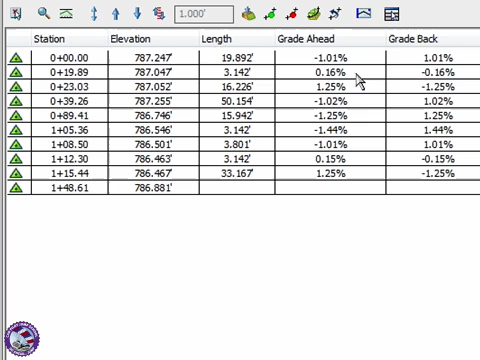 1.000'
Station Elevation Length Grade Ahead Grade Back
0+00.00 787.247' 19.892' -1.01% 1.01%
0+19.89 787.047' 3.142' 0.16% -0.16%
0+23.03 787.052' 16.226' 1.25% -1.25%
0+39.26 787.255' 50.154' -1.02% 1.02%
0+89.41 786.746' 15.942' -1.25% 1.25%
1+05.36 786.546' 3.142' -1.44% 1.44%
1+08.50 786.501' 3.801' -1.01% 1.01%
1+12.30 786.463' 3.142' 0.15% -0.15%
1+15.44 786.467' 33.167' 1.25% -1.25%
1+48.61 786.881'